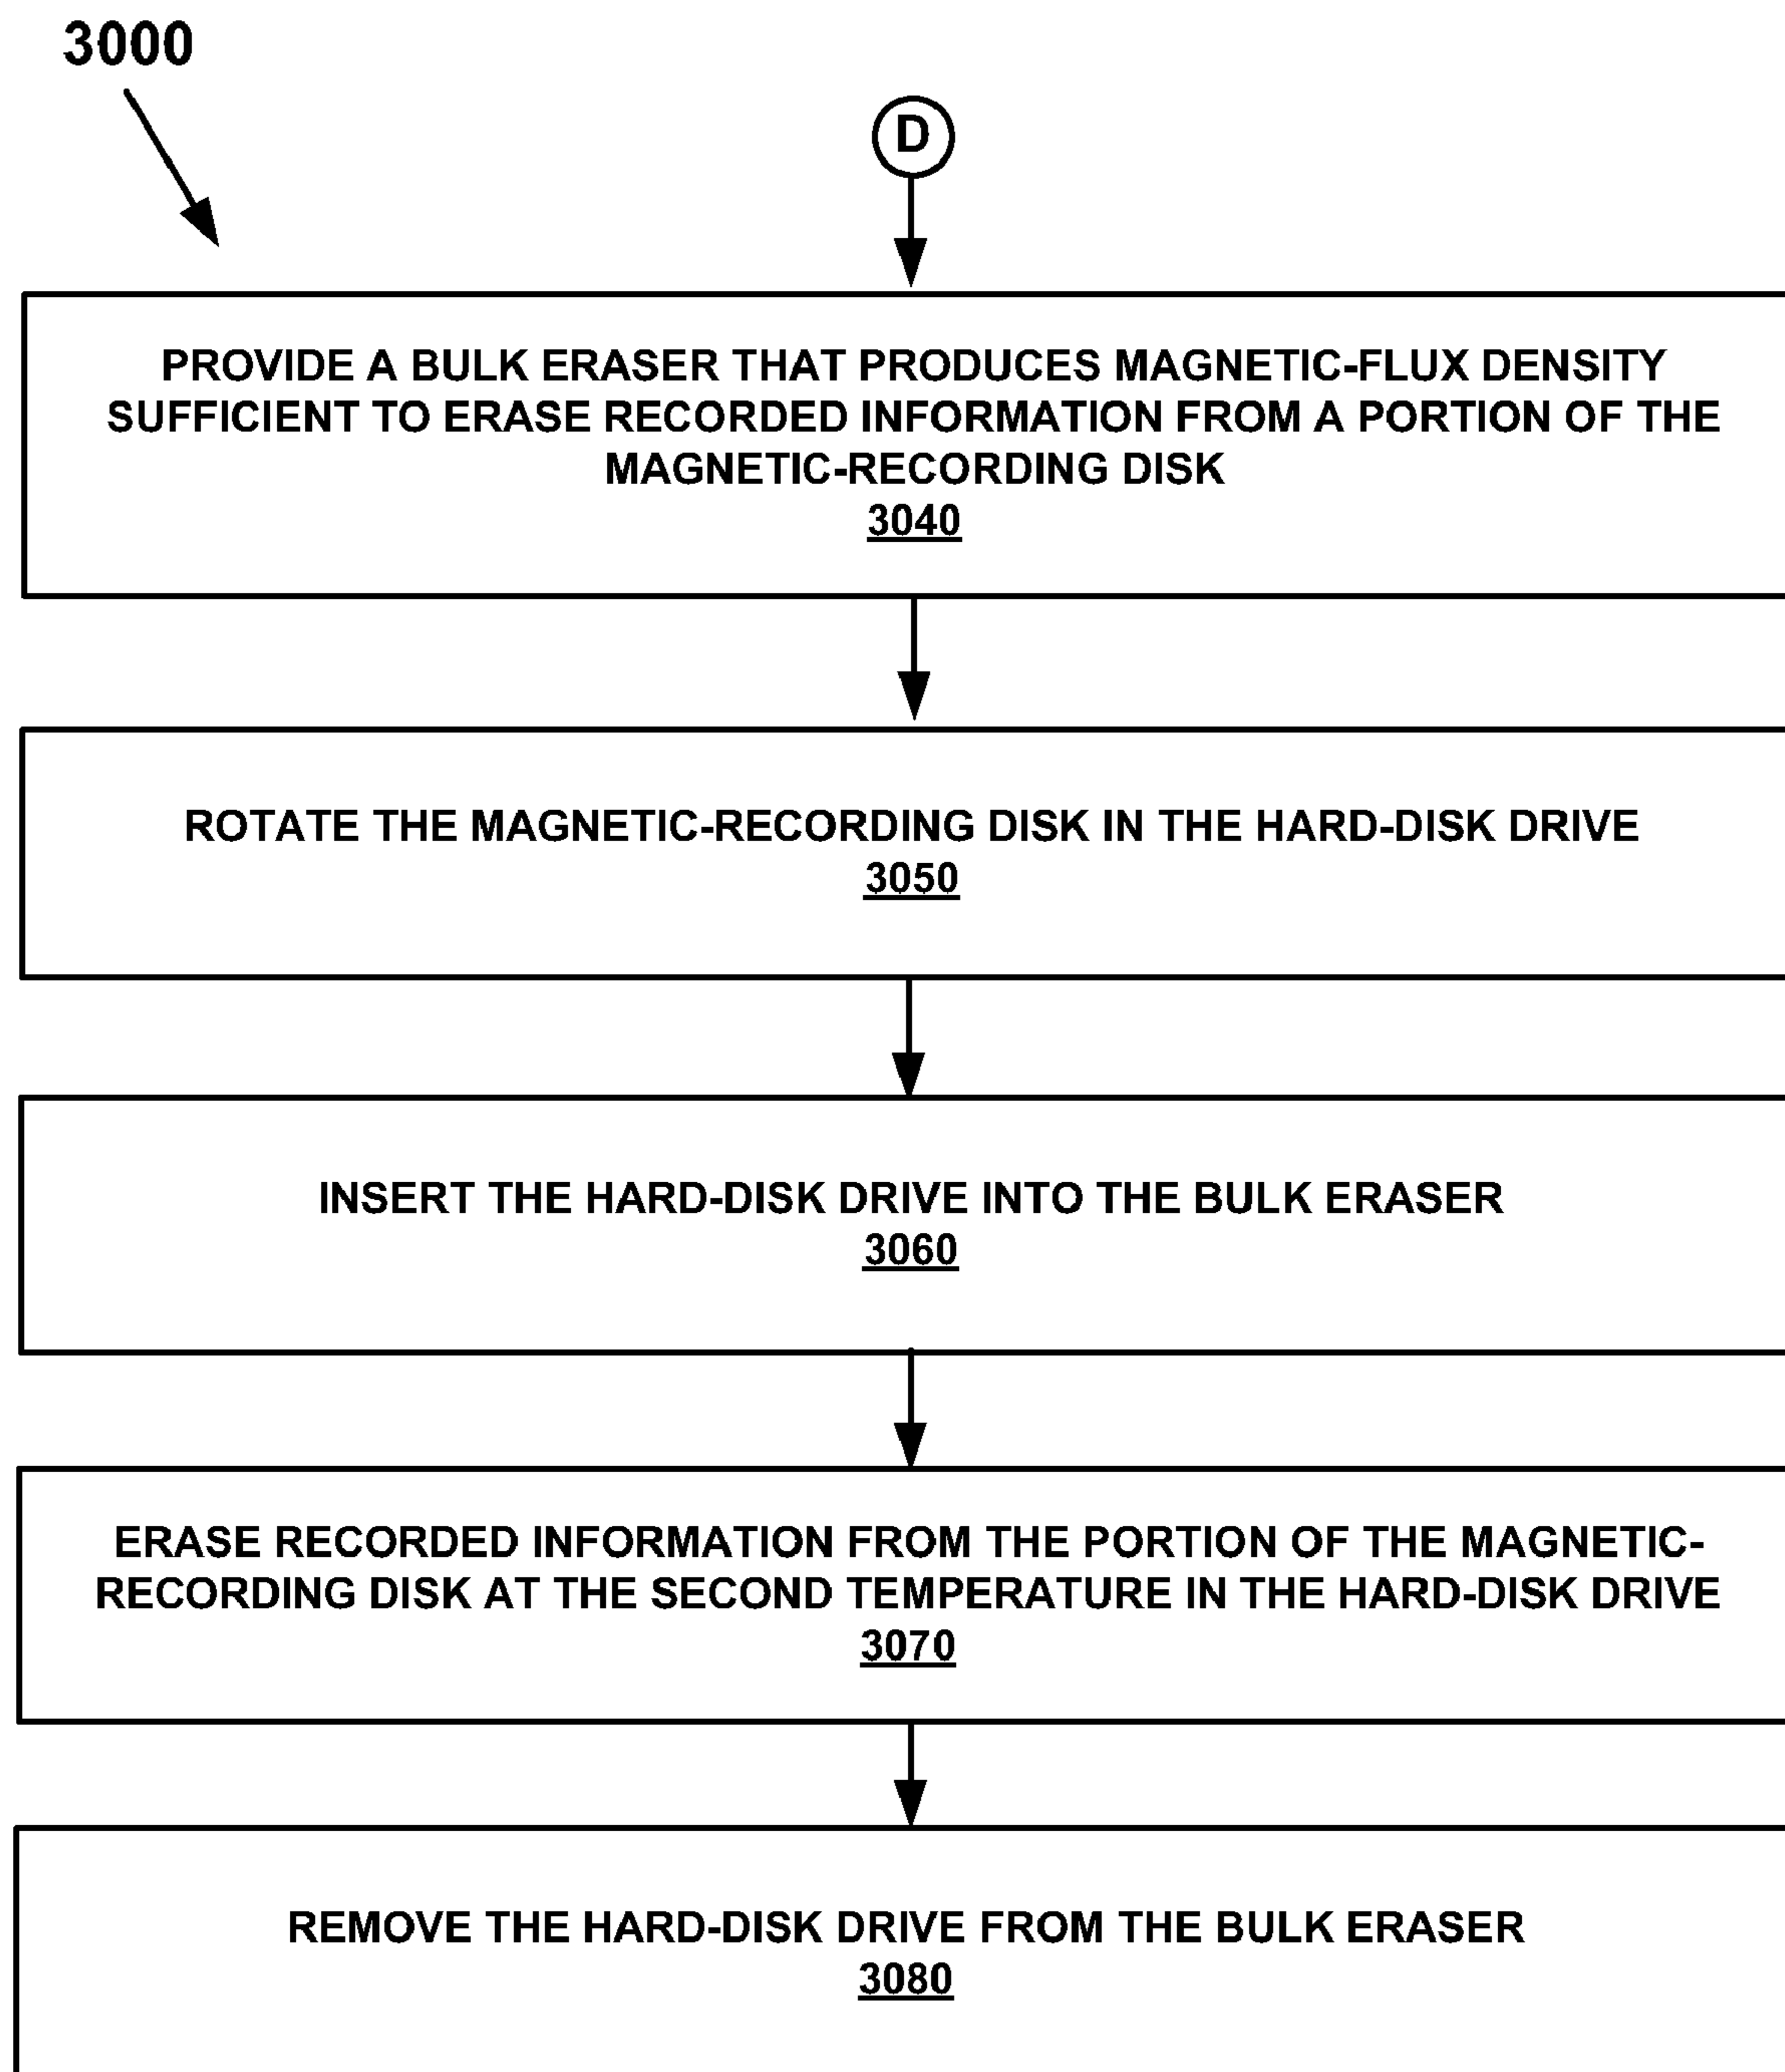 3000
D
PROVIDE A BULK ERASER THAT PRODUCES MAGNETIC-FLUX DENSITY
SUFFICIENT TO ERASE RECORDED INFORMATION FROM A PORTION OF THE
MAGNETIC-RECORDING DISK
3040
ROTATE THE MAGNETIC-RECORDING DISK IN THE HARD-DISK DRIVE
3050
INSERT THE HARD-DISK DRIVE INTO THE BULK ERASER
3060
ERASE RECORDED INFORMATION FROM THE PORTION OF THE MAGNETIC-
RECORDING DISK AT THE SECOND TEMPERATURE IN THE HARD-DISK DRIVE
3070
REMOVE THE HARD-DISK DRIVE FROM THE BULK ERASER
3080